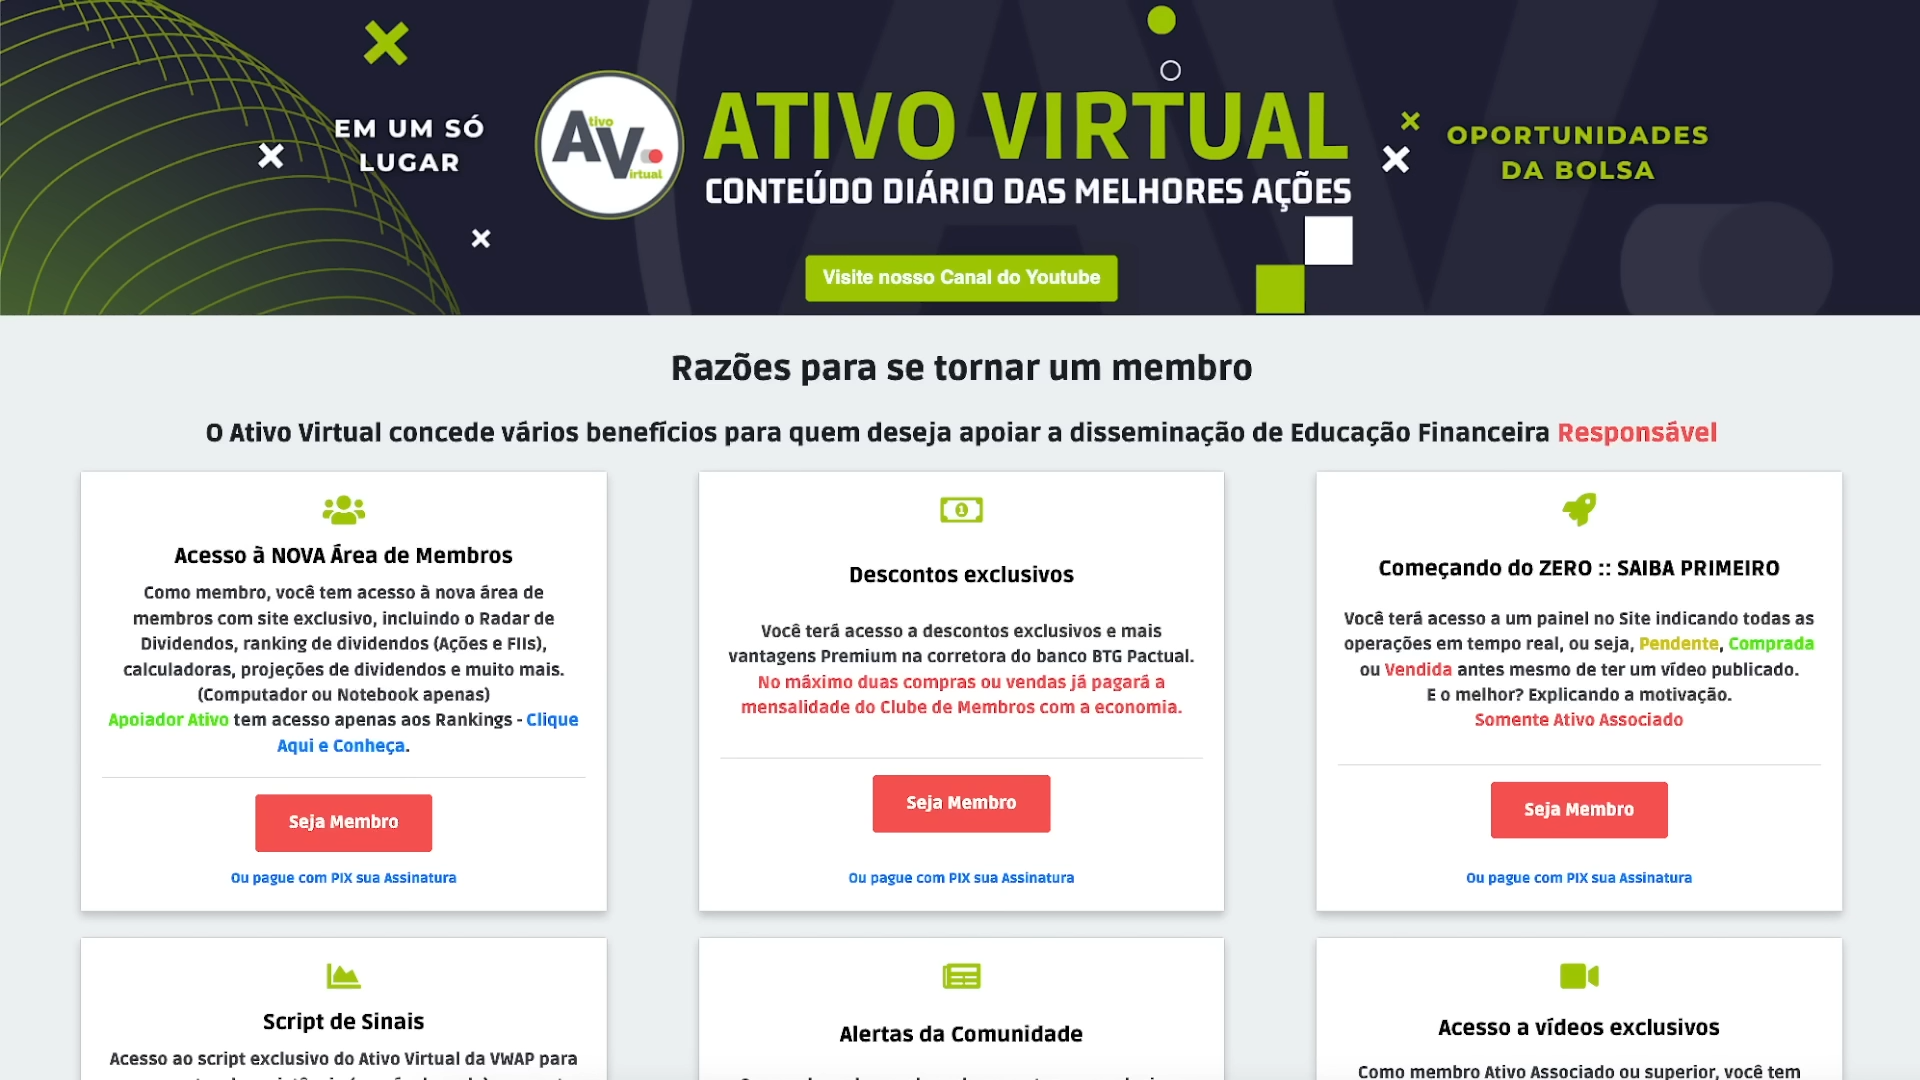 EM UM SÓ
LUGAR
Ativo
Virtual
ATIVO VIRTUAL
CONTEÚDO DIÁRIO DAS MELHORES AÇÕES
OPORTUNIDADES
DA BOLSA
Visite nosso Canal do Youtube
Razões para se tornar um membro
O Ativo Virtual concede vários benefícios para quem deseja apoiar a disseminação de Educação Financeira Responsável
Acesso à NOVA Área de Membros
Como membro, você tem acesso à nova área de
membros com site exclusivo, incluindo o Radar de
Dividendos, ranking de dividendos (Ações e FIIs),
calculadoras, projeções de dividendos e muito mais.
(Computador ou Notebook apenas)
Apoiador Ativo tem acesso apenas aos Rankings - Clique
Aqui e Conheça.
Seja Membro
Ou pague com PIX sua Assinatura
Descontos exclusivos
Você terá acesso a descontos exclusivos e mais
vantagens Premium na corretora do banco BTG Pactual.
No máximo duas compras ou vendas já pagará a
mensalidade do Clube de Membros com a economia.
Seja Membro
Ou pague com PIX sua Assinatura
Começando do ZERO :: SAIBA PRIMEIRO
Você terá acesso a um painel no Site indicando todas as
operações em tempo real, ou seja, Pendente, Comprada
ou Vendida antes mesmo de ter um vídeo publicado.
E o melhor? Explicando a motivação.
Somente Ativo Associado
Seja Membro
Ou pague com PIX sua Assinatura
Script de Sinais
Acesso ao script exclusivo do Ativo Virtual da VWAP para
Alertas da Comunidade
Acesso a vídeos exclusivos
Como membro Ativo Associado ou superior, você tem